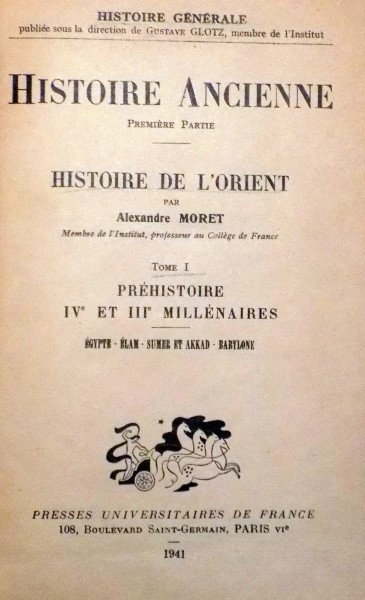 HISTOIRE GÉNÉRALE
publiée sous la direction de GUSTAVE GLOTZ, membre de l'Institut
HISTOIRE ANCIENNE
PREMIÈRE PARTIE
HISTOIRE DE L'ORIENT
PAR
Alexandre MORET
Membre de l'Institut, professeur au Collège de France
TOME I
PRÉHISTOIRE
IVe ET IIIe MILLÉNAIRES
ÉGYPTE - ÉLAM - SUMER ET AKKAD - BABYLONE
PRESSES UNIVERSITAIRES DE FRANCE
108, BOULEVARD SAINT-GERMAIN, PARIS VIe
1941